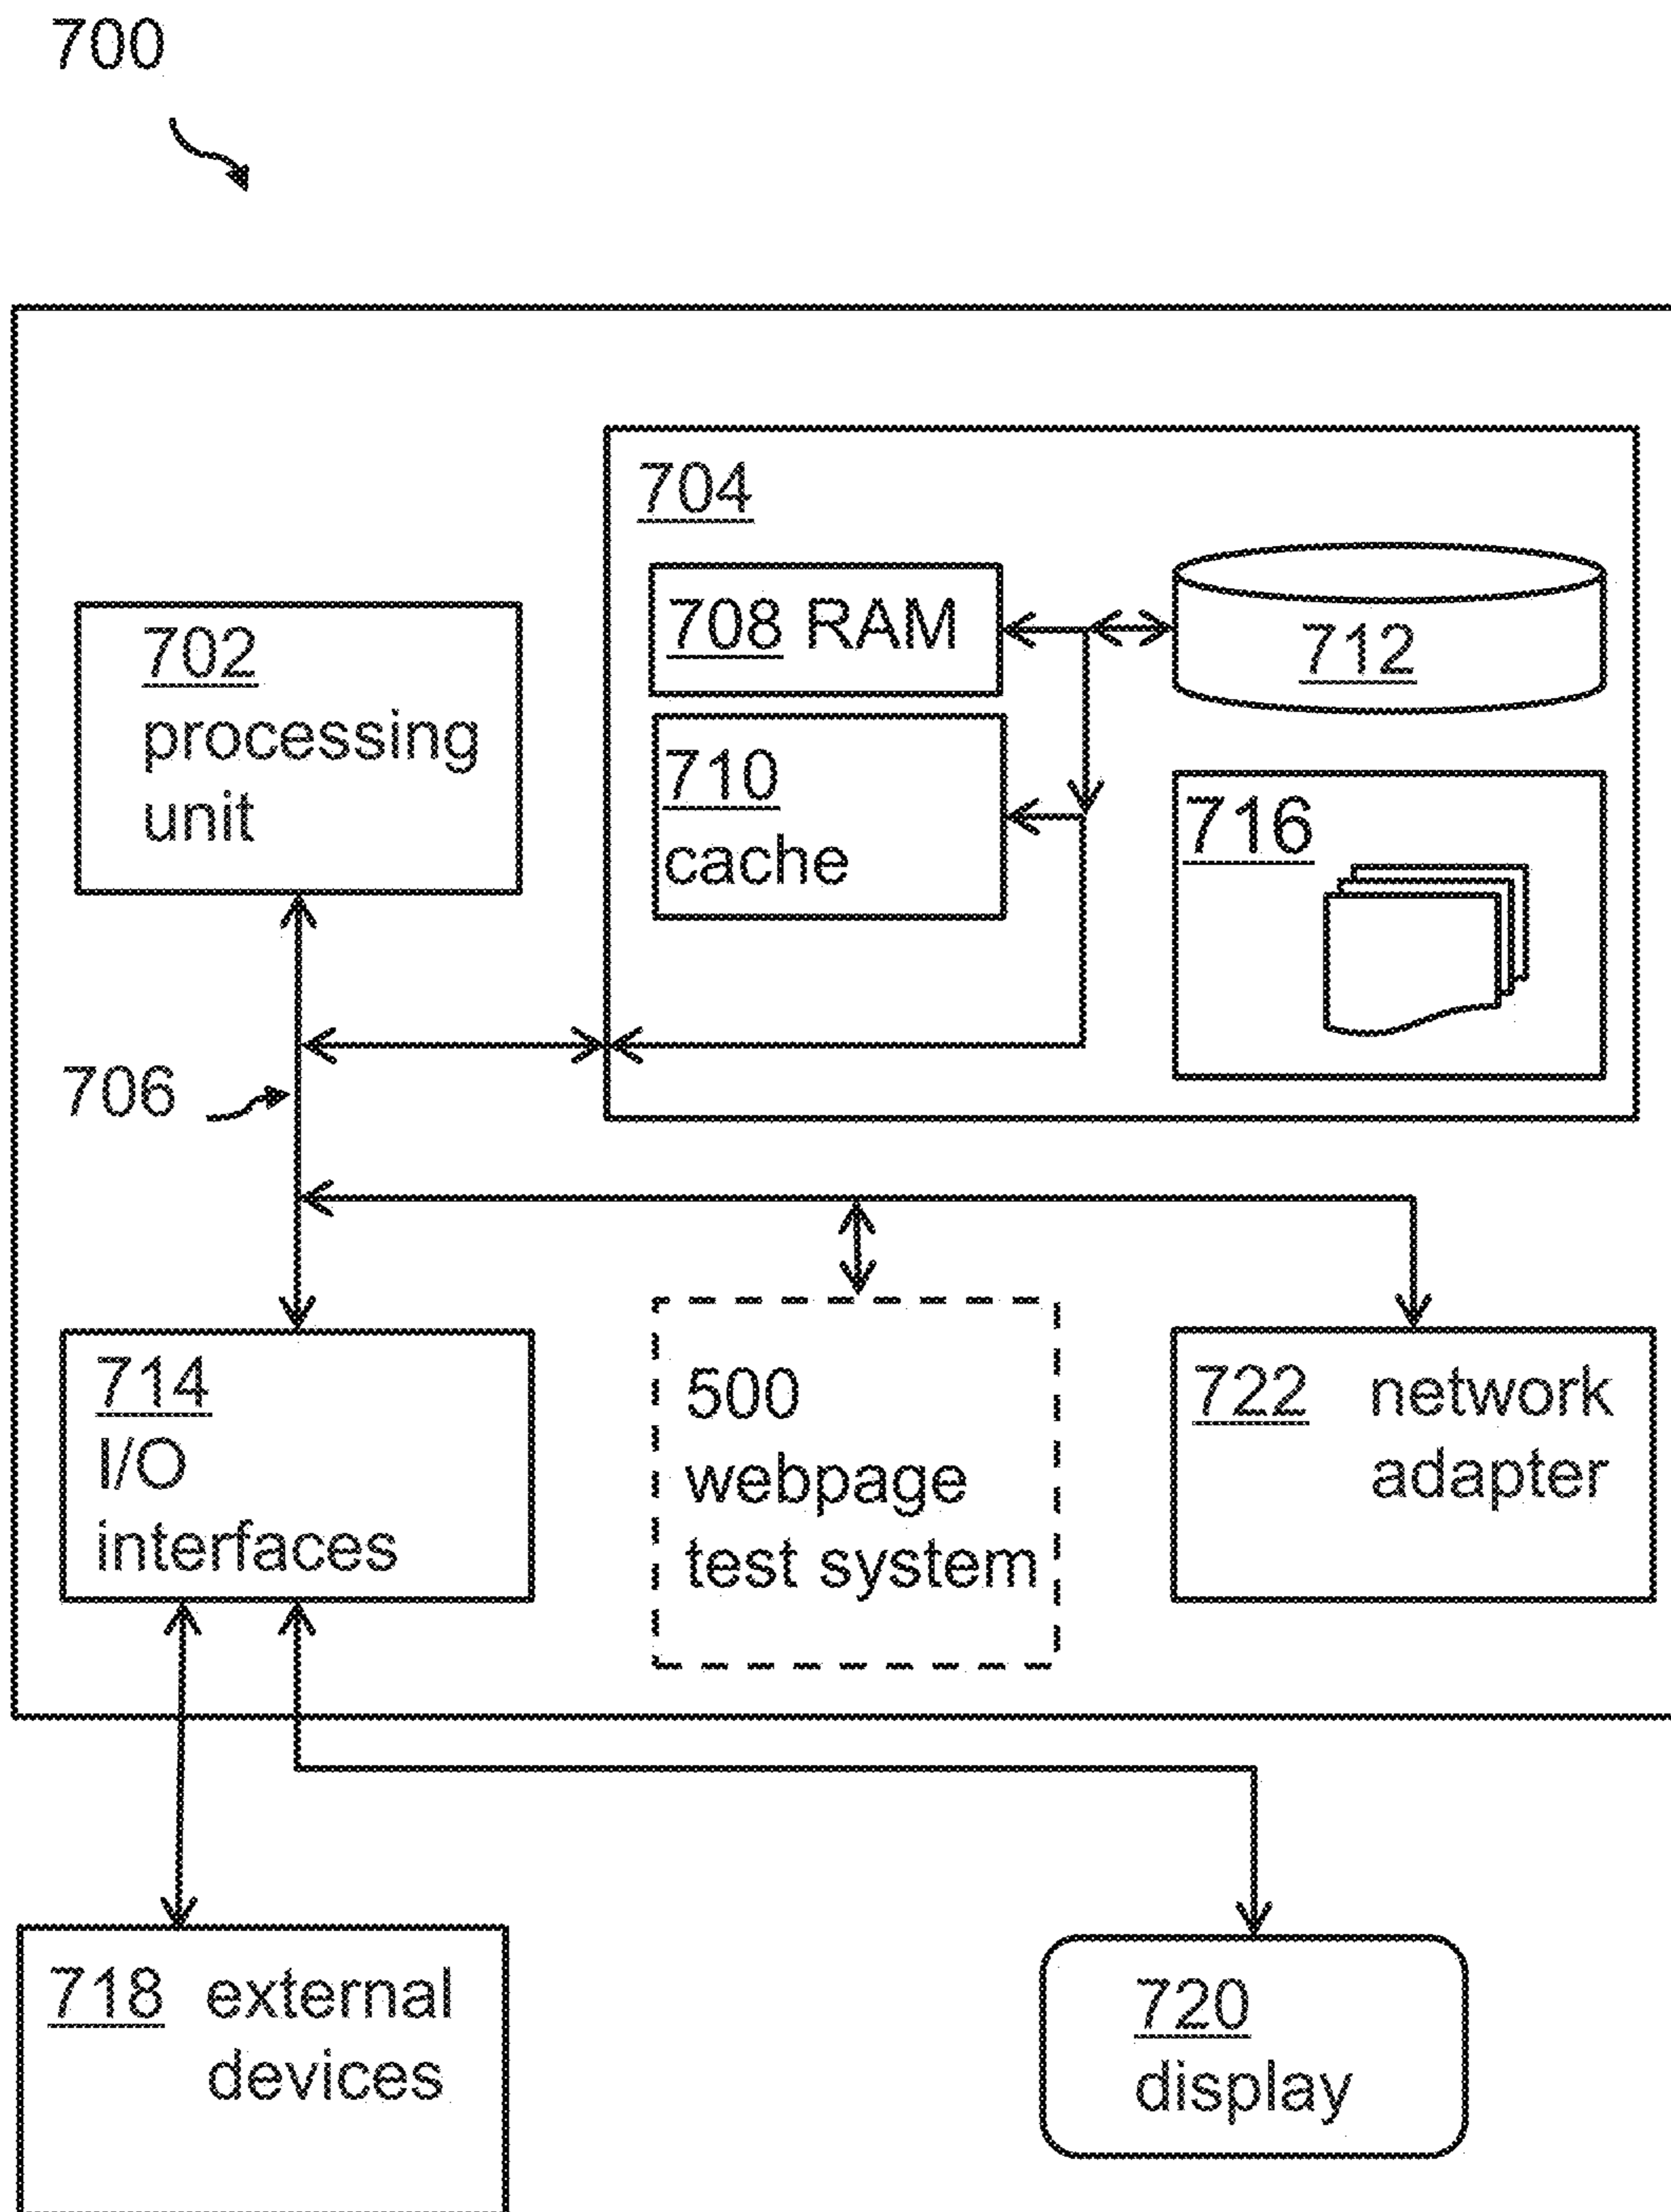 700
704
708 RAM
712
702
processing
unit
710
cache
716
706
714
I/O
interfaces
500
webpage
test system
722 network
adapter
718 external
devices
720
display